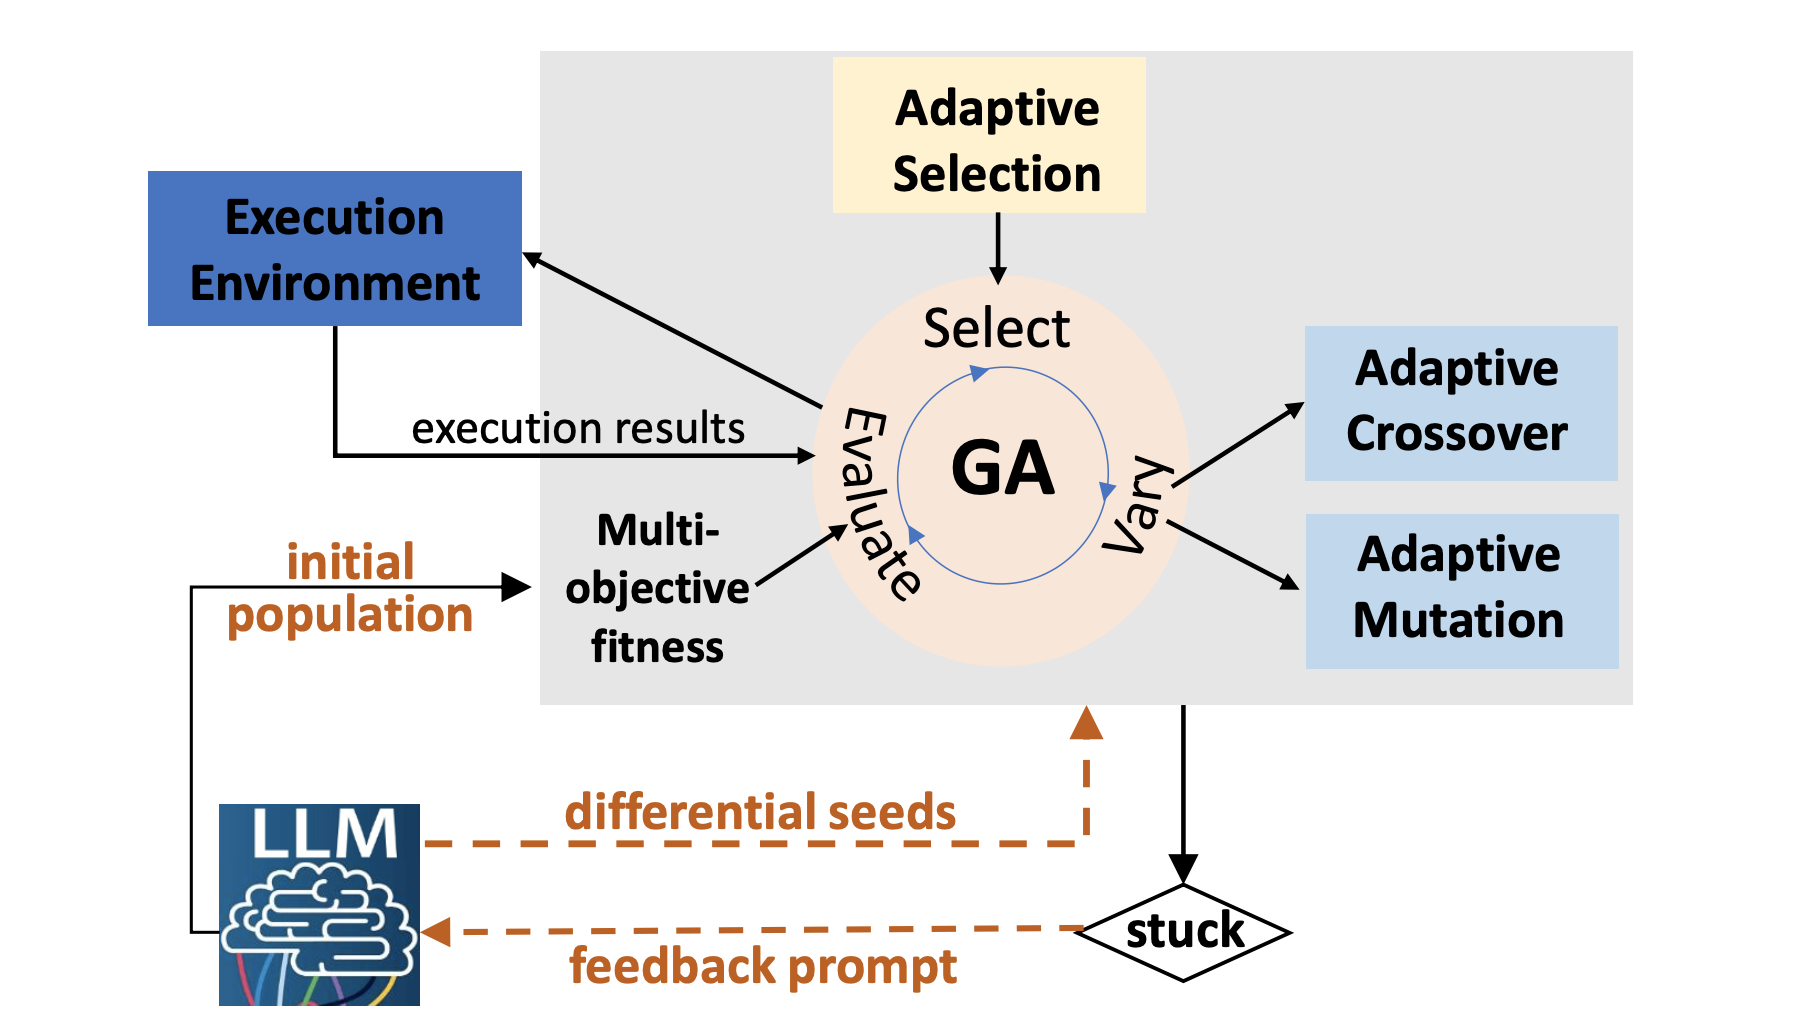 Adaptive
Selection
Execution
Environment
Select
Adaptive
Crossover
execution results
Evaluate
GA
Vary
Multi-
objective
fitness
Adaptive
Mutation
initial
population
LLM
differential seeds
stuck
feedback prompt